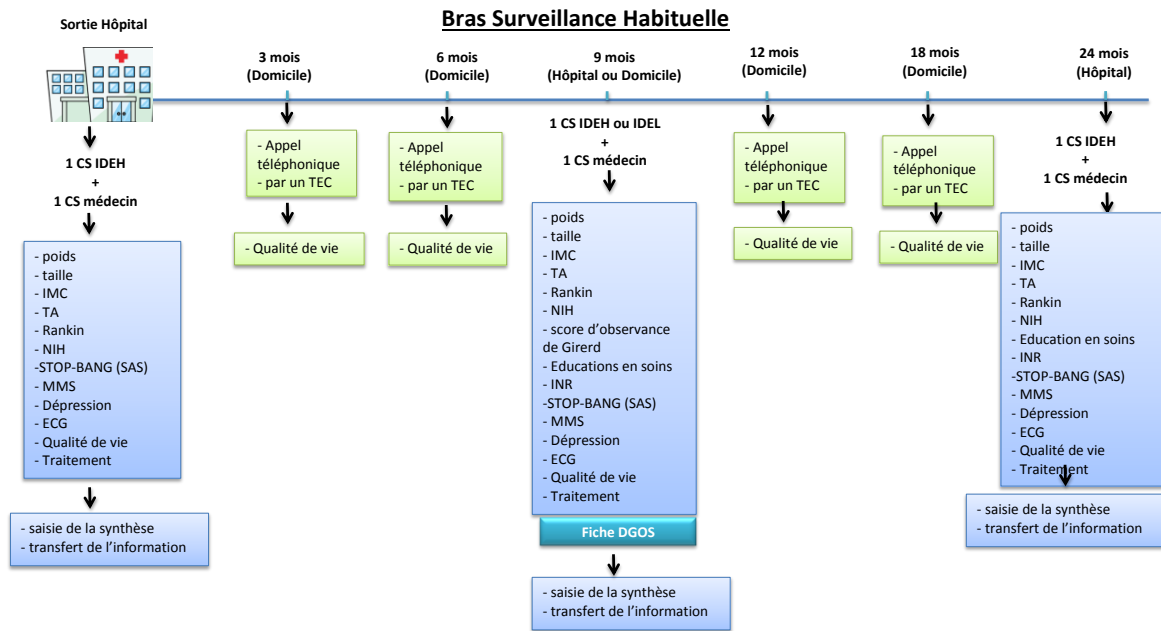 Bras Surveillance Habituelle
Sortie Hôpital
3 mois
(Domicile)
6 mois
(Domicile)
9 mois
(Hôpital ou Domicile)
12 mois
(Domicile)
18 mois
(Domicile)
24 mois
(Hôpital)
1 CS IDEH
+
1 CS médecin
- poids
- taille
- IMC
- TA
- Rankin
- NIH
-STOP-BANG (SAS)
- MMS
- Dépression
- ECG
- Qualité de vie
- Traitement
- saisie de la synthèse
- transfert de l'information
- Appel
téléphonique
- par un TEC
- Qualité de vie
- Appel
téléphonique
- par un TEC
- Qualité de vie
1 CS IDEH ou IDEL
+
1 CS médecin
- poids
- taille
- IMC
- TA
- Rankin
- NIH
- score d'observance
de Girerd
- Educations en soins
- INR
-STOP-BANG (SAS)
- MMS
- Dépression
- ECG
- Qualité de vie
- Traitement
Fiche DGOS
- saisie de la synthèse
- transfert de l'information
- Appel
téléphonique
- par un TEC
- Qualité de vie
- Appel
téléphonique
- par un TEC
- Qualité de vie
1 CS IDEH
+
1 CS médecin
- poids
- taille
- IMC
- TA
- Rankin
- NIH
- Education en soins
- INR
-STOP-BANG (SAS)
- MMS
- Dépression
- ECG
- Qualité de vie
- Traitement
- saisie de la synthèse
- transfert de l'information